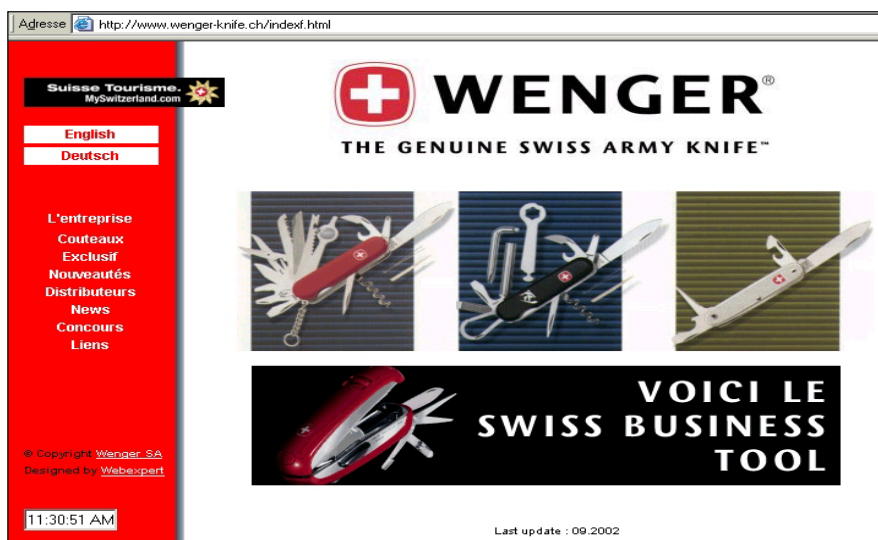 Adresse http://www.wenger-knife.ch/indexf.html
Suisse Tourisme.
MySwitzerland.com
English
Deutsch
L'entreprise
Couteaux
Exclusif
Nouveautés
Distributeurs
News
Concours
Liens
© Copyright Wenger SA
Designed by Webexpert
11:30:51 AM
WENGER®
THE GENUINE SWISS ARMY KNIFE™
VOICI LE
SWISS BUSINESS
TOOL
Last update : 09.2002